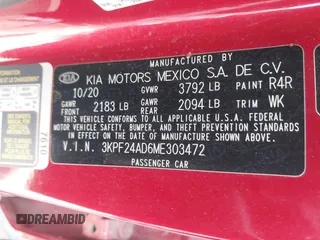 MANUFACTURED BY
KIA KIA MOTORS MEXICO S.A. DE C.V.
10/20 GVWR 3792 LB PAINT R4R
GAWR FRONT 2183 LB GAWR REAR 2094 LB TRIM WK
THIS VEHICLE CONFORMS TO ALL APPLICABLE U.S.A. FEDERAL
MOTOR VEHICLE SAFETY, BUMPER, AND THEFT PREVENTION
STANDARDS IN EFFECT ON THE DATE OF MANUFACTURE SHOWN ABOVE.
V.I.N. 3KPF24AD6ME303472
PASSENGER CAR
DREAMBID